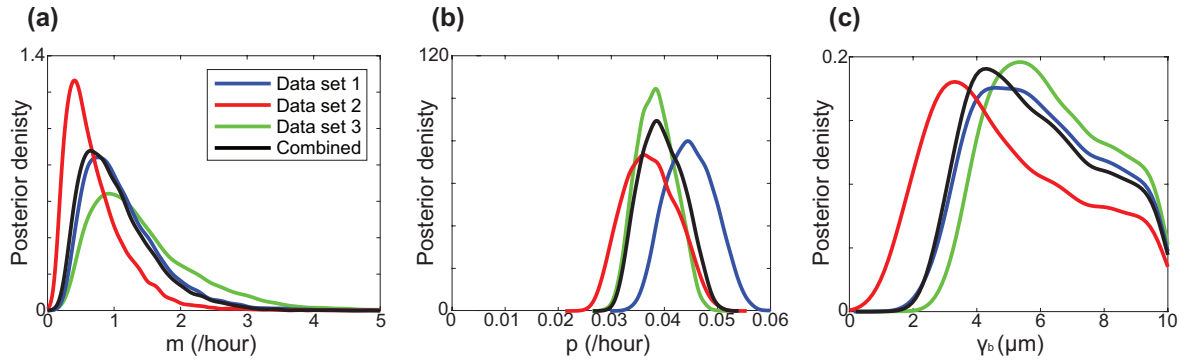 (a)
1.4
Posterior denisty
0
0 1 2 3 4 5
m (/hour)
Data set 1
Data set 2
Data set 3
Combined
(b)
120
Posterior denisty
0
0 0.01 0.02 0.03 0.04 0.05 0.06
p (/hour)
(c)
0.2
Posterior denisty
0
0 2 4 6 8 10
γb (μm)